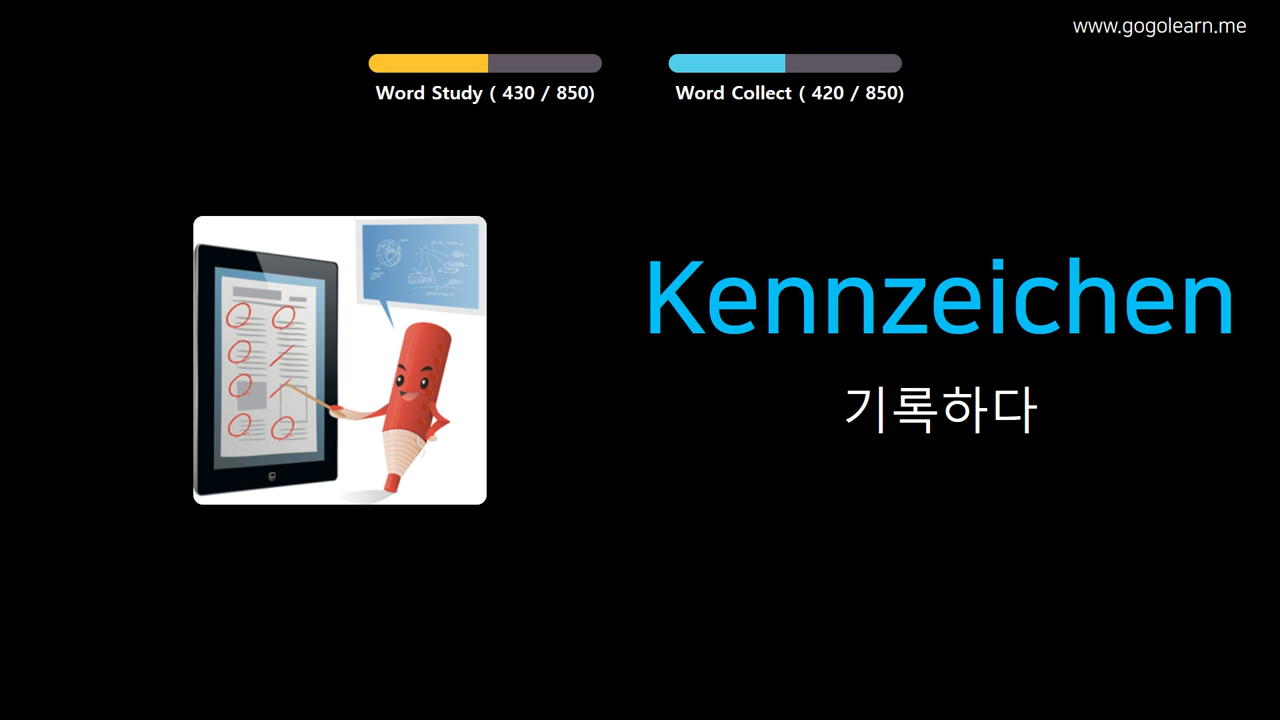 www.gogolearn.me
Word Study ( 430 / 850)
Word Collect ( 420 / 850)
Kennzeichen
기록하다